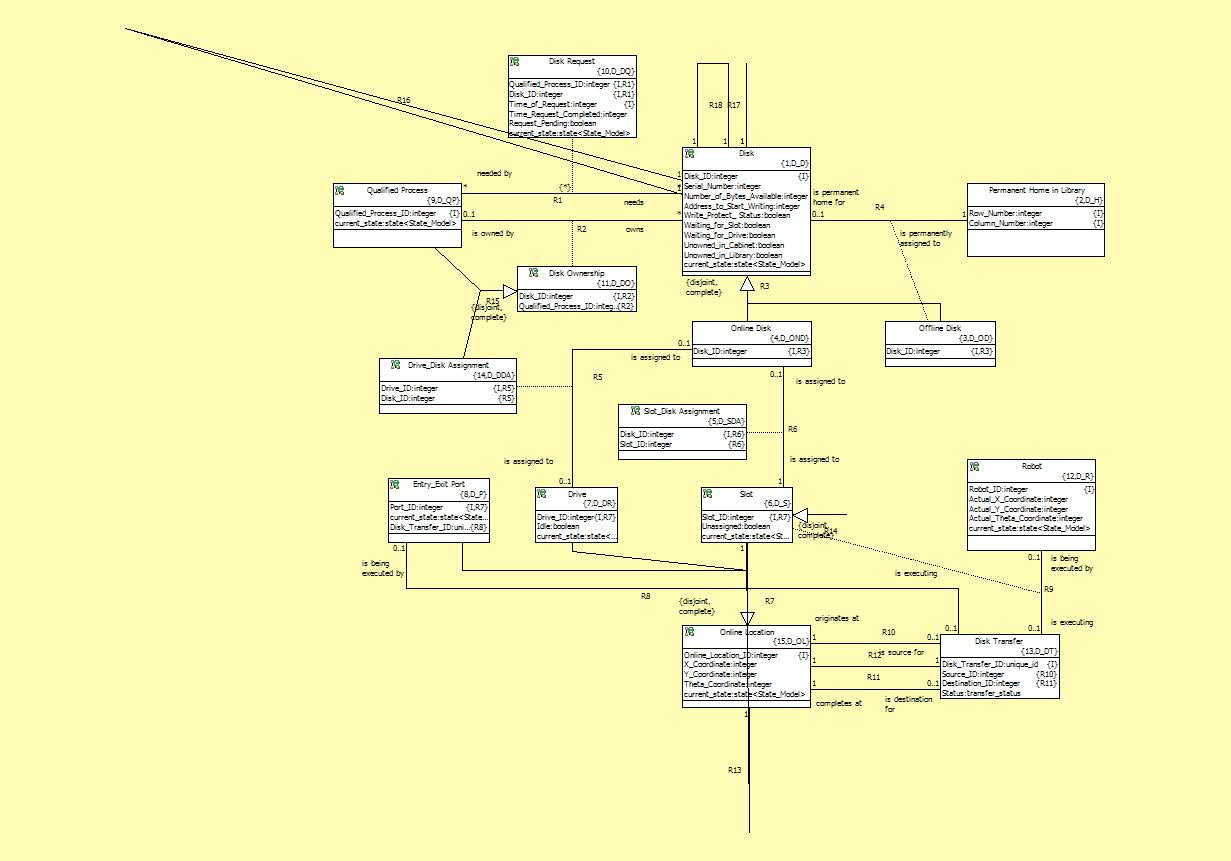 Disk Request
{10,D_DQ}
Qualified_Process_ID:integer {I,R1}
Disk_ID:integer {I,R1}
Time_of_Request:integer {I}
Time_Request_Completed:integer
Request_Pending:boolean
current_state:state<State_Model>
R16
R18
R17
1
1
1
Disk
{1,D_D}
Disk_ID:integer {I}
Serial_Number:integer
Number_of_Bytes_Available:integer
Address_to_Start_Writing:integer
Write_Protect_ Status:boolean
Waiting_for_Slot:boolean
Waiting_for_Drive:boolean
Unowned_in_Cabinet:boolean
Unowned_in_Library:boolean
current_state:state<State_Model>
1
1
needed by
*
{*}
*
R1
needs
Qualified Process
{9,D_QP}
Qualified_Process_ID:integer {I}
current_state:state<State_Model>
0..1
*
is owned by
R2
owns
is permanent
home for
0..1
R4
1
is permanently
assigned to
Permanent Home in Library
{2,D_H}
Row_Number:integer {I}
Column_Number:integer {I}
Disk Ownership
{11,D_DO}
Disk_ID:integer {I,R2}
Qualified_Process_ID:integ...{R2}
R15
{disjoint,
complete}
{disjoint,
complete}
R3
Online Disk
{4,D_OND}
Disk_ID:integer {I,R3}
Offline Disk
{3,D_OD}
Disk_ID:integer {I,R3}
0..1
is assigned to
0..1
is assigned to
Drive_Disk Assignment
{14,D_DDA}
Drive_ID:integer {I,R5}
Disk_ID:integer {R5}
R5
Slot_Disk Assignment
{5,D_SDA}
Disk_ID:integer {I,R6}
Slot_ID:integer {R6}
R6
is assigned to
is assigned to
0..1
1
Entry_Exit Port
{8,D_P}
Port_ID:integer {I,R7}
current_state:state<State...
Disk_Transfer_ID:uni...{R8}
Drive
{7,D_DR}
Drive_ID:integer{I,R7}
Idle:boolean
current_state:state<...
Slot
{6,D_S}
Slot_ID:integer {I,R7}
Unassigned:boolean
current_state:state<St...
{disjoint,
complete}
R14
Robot
{12,D_R}
Robot_ID:integer {I}
Actual_X_Coordinate:integer
Actual_Y_Coordinate:integer
Actual_Theta_Coordinate:integer
current_state:state<State_Model>
0..1
1
0..1
is being
executed by
is being
executed by
is executing
R9
R8
{disjoint,
complete}
R7
is executing
originates at
0..1
0..1
Online Location
{15,D_OL}
Online_Location_ID:integer {I}
X_Coordinate:integer
Y_Coordinate:integer
Theta_Coordinate:integer
current_state:state<State_Model>
1
R10
0..1
R12
is source for
1
1
R11
1
0..1
completes at
is destination
for
Disk Transfer
{13,D_DT}
Disk_Transfer_ID:unique_id {I}
Source_ID:integer {R10}
Destination_ID:integer {R11}
Status:transfer_status
1
R13